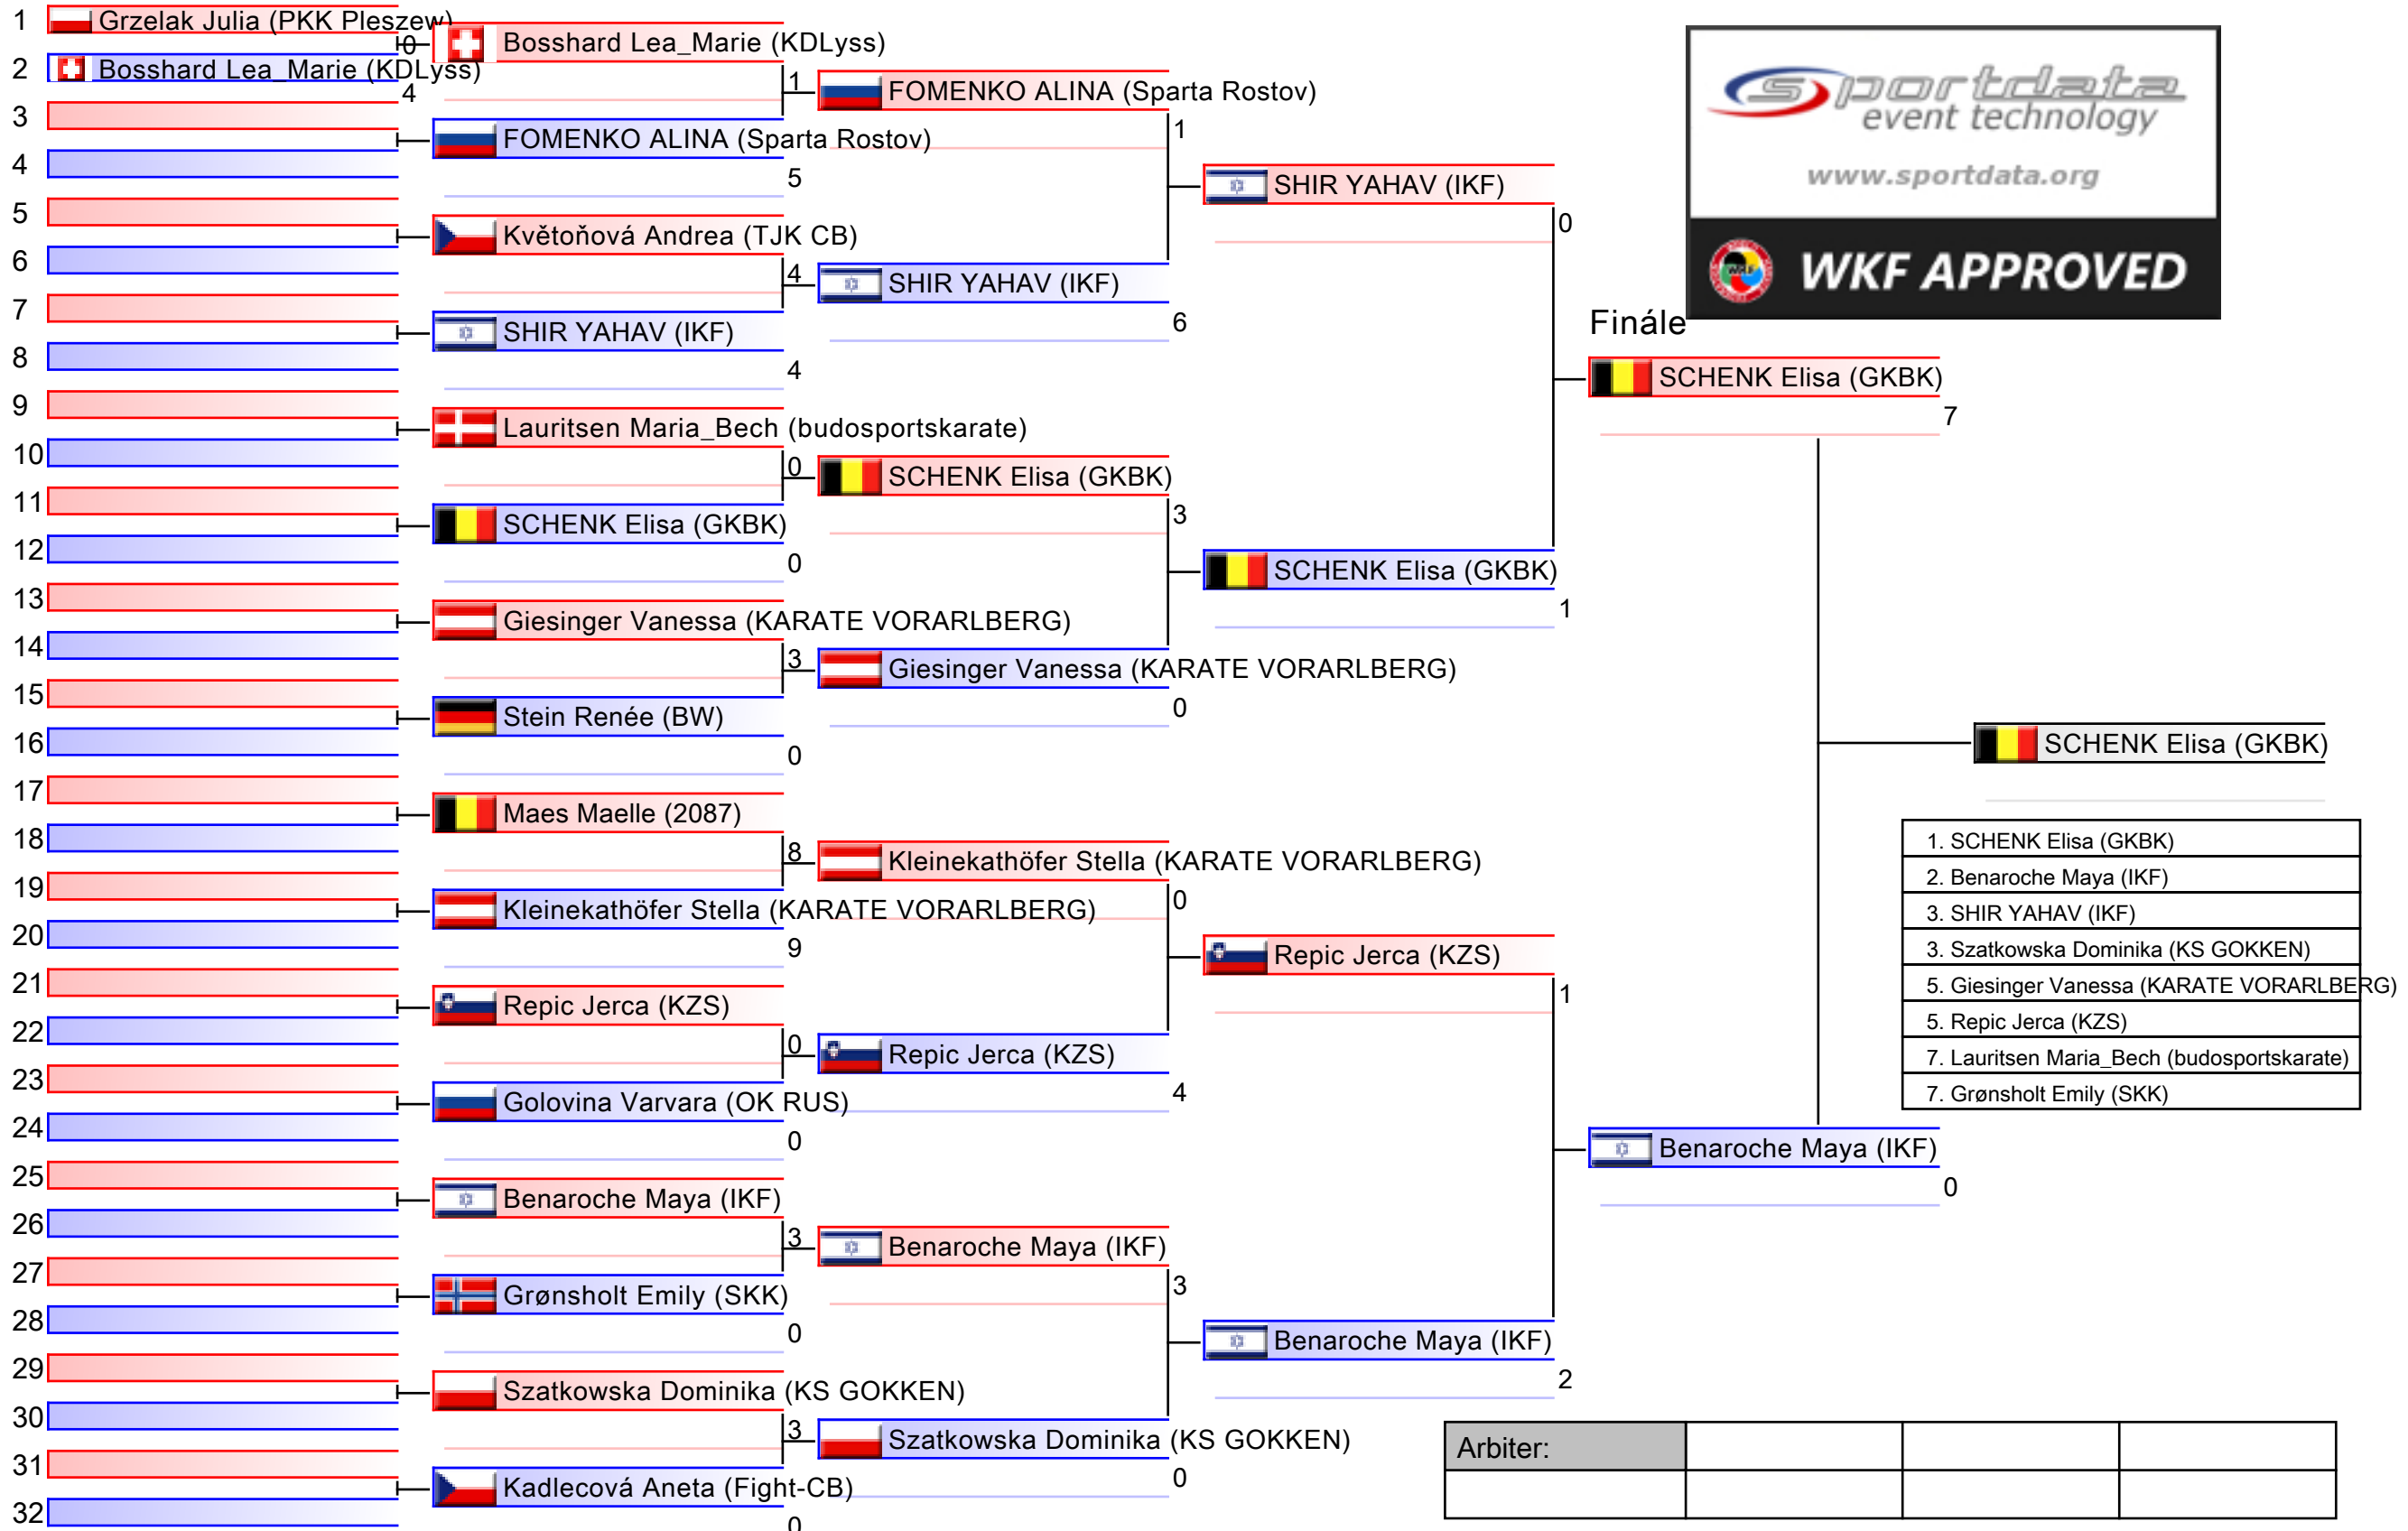 1 Grzelak Julia (PKK Pleszew)
0
2 Bosshard Lea_Marie (KDLyss)
4
3
4
5
6
7
8
9
10
11
12
13
14
15
16
17
18
19
20
21
22
23
24
25
26
27
28
29
30
31
32
Bosshard Lea_Marie (KDLyss)
1
FOMENKO ALINA (Sparta Rostov)
5
Květoňová Andrea (TJK CB)
4
SHIR YAHAV (IKF)
4
Lauritsen Maria_Bech (budosportskarate)
0
SCHENK Elisa (GKBK)
0
Giesinger Vanessa (KARATE VORARLBERG)
3
Stein Renée (BW)
0
Maes Maelle (2087)
8
Kleinekathöfer Stella (KARATE VORARLBERG)
9
Repic Jerca (KZS)
0
Golovina Varvara (OK RUS)
0
Benaroche Maya (IKF)
3
Grønsholt Emily (SKK)
0
Szatkowska Dominika (KS GOKKEN)
3
Kadlecová Aneta (Fight-CB)
0
FOMENKO ALINA (Sparta Rostov)
1
SHIR YAHAV (IKF)
6
SCHENK Elisa (GKBK)
3
Giesinger Vanessa (KARATE VORARLBERG)
0
Kleinekathöfer Stella (KARATE VORARLBERG)
0
Repic Jerca (KZS)
4
Benaroche Maya (IKF)
3
Szatkowska Dominika (KS GOKKEN)
0
SHIR YAHAV (IKF)
0
SCHENK Elisa (GKBK)
1
Repic Jerca (KZS)
1
Benaroche Maya (IKF)
2
Finále
SCHENK Elisa (GKBK)
7
Benaroche Maya (IKF)
0
SCHENK Elisa (GKBK)
sportdata
event technology
www.sportdata.org
WKF
WKF APPROVED
1. SCHENK Elisa (GKBK)
2. Benaroche Maya (IKF)
3. SHIR YAHAV (IKF)
3. Szatkowska Dominika (KS GOKKEN)
5. Giesinger Vanessa (KARATE VORARLBERG)
5. Repic Jerca (KZS)
7. Lauritsen Maria_Bech (budosportskarate)
7. Grønsholt Emily (SKK)
Arbiter: